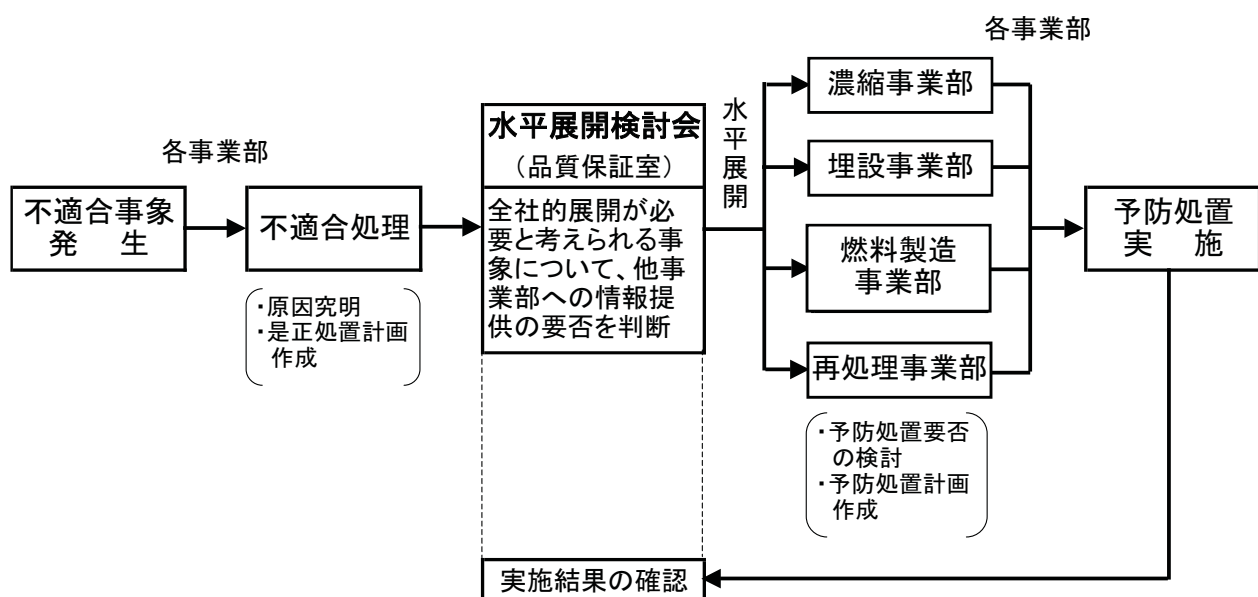 各事業部
不適合事象
発 生
不適合処理
・原因究明
・是正処置計画
作成
水平展開検討会
(品質保証室)
全社的展開が必
要と考えられる事
象について、他事
業部への情報提
供の要否を判断
水平展開
各事業部
濃縮事業部
埋設事業部
燃料製造
事業部
再処理事業部
・予防処置要否
の検討
・予防処置計画
作成
予防処置
実 施
実施結果の確認